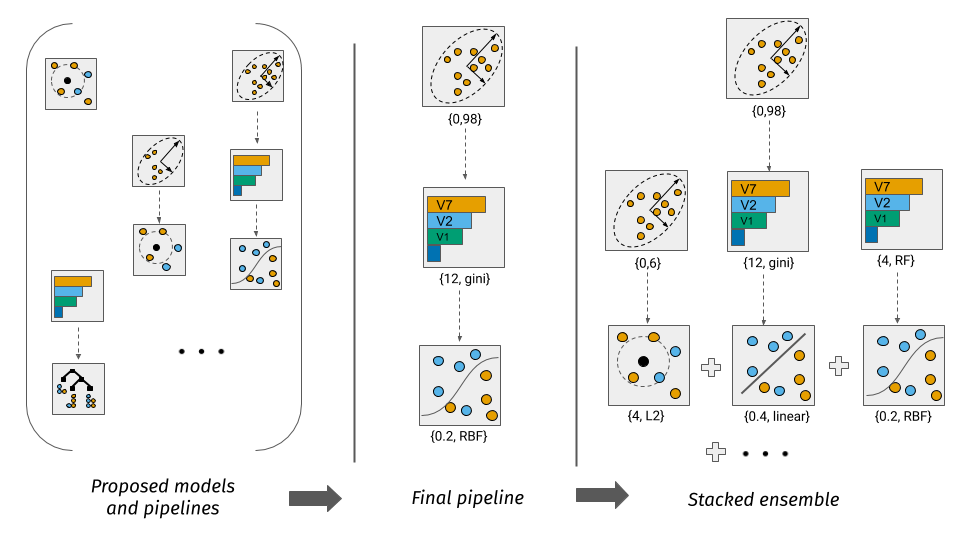 {0,98}
V7
V2
V1
{12, gini}
{0.2, RBF}
{0,98}
{0,6}
V7
V2
V1
{12, gini}
V7
V2
V1
{4, RF}
{4, L2}
{0.4, linear}
{0.2, RBF}
Proposed models
and pipelines
Final pipeline
Stacked ensemble